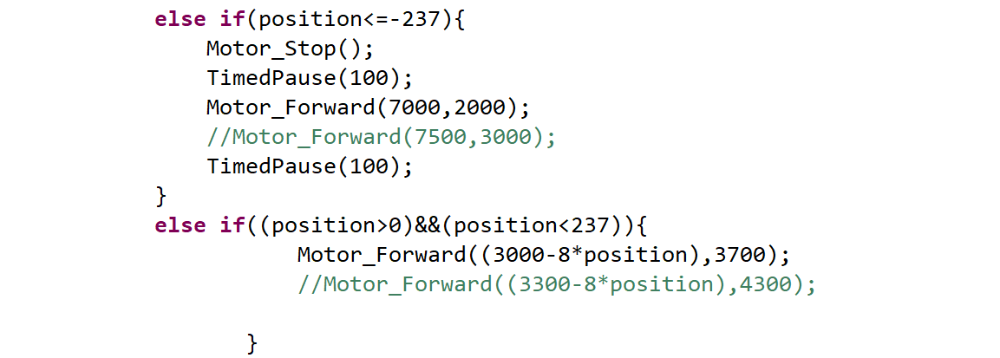 else if(position<=-237){
    Motor_Stop();
    TimedPause(100);
    Motor_Forward(7000,2000);
    //Motor_Forward(7500,3000);
    TimedPause(100);
}
else if((position>0)&&(position<237)){
           Motor_Forward((3000-8*position),3700);
           //Motor_Forward((3300-8*position),4300);
       }